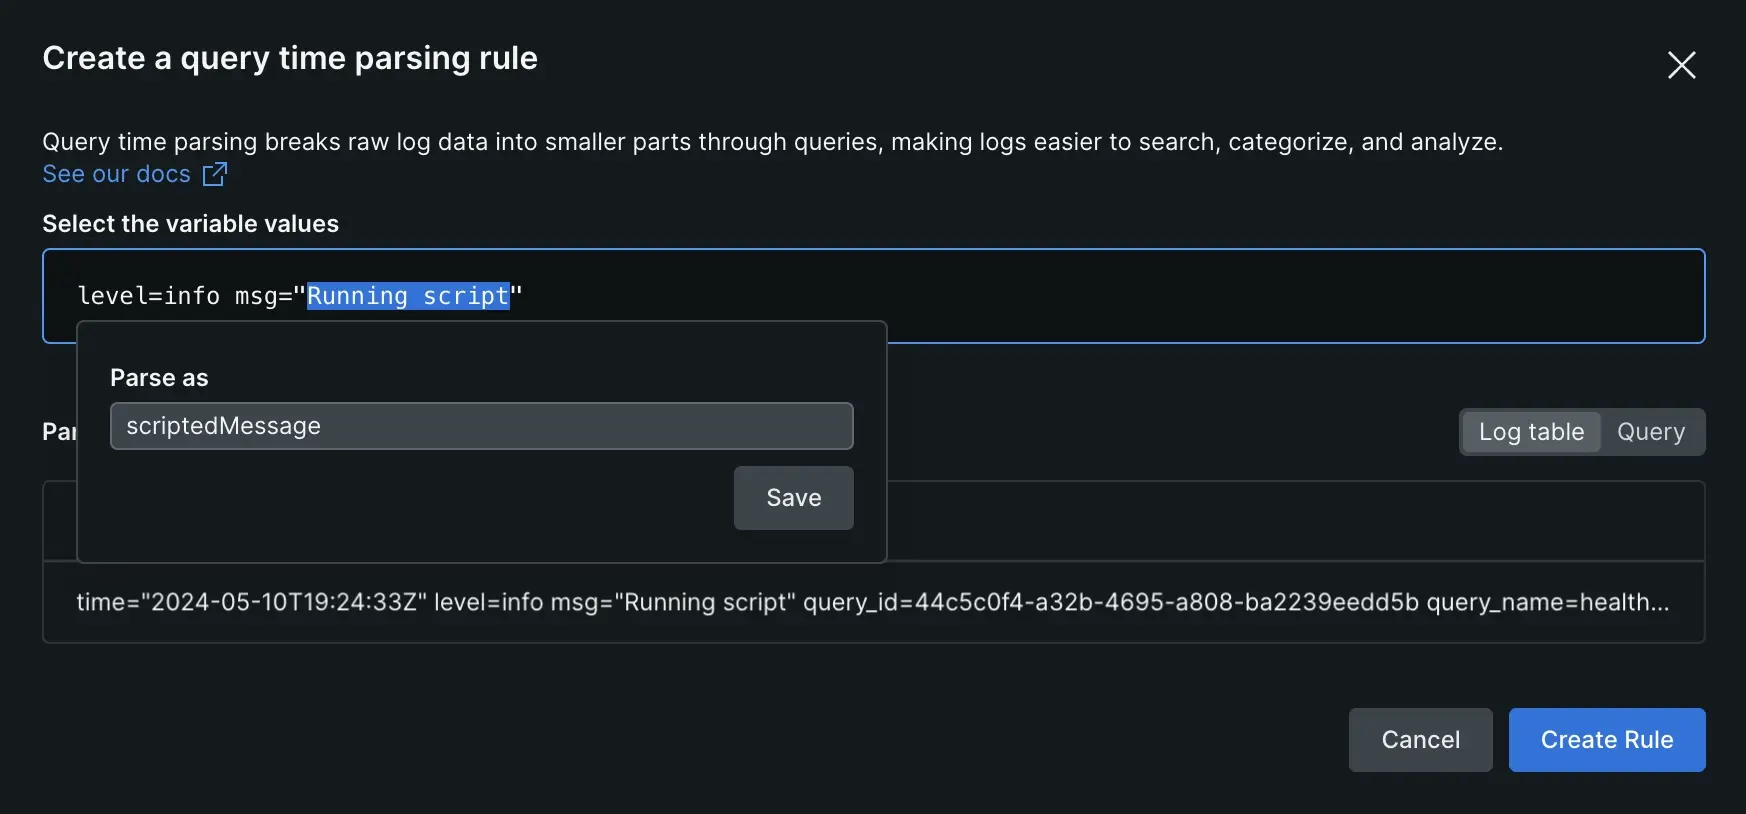 Create a query time parsing rule
Query time parsing breaks raw log data into smaller parts through queries, making logs easier to search, categorize, and analyze.
See our docs
Select the variable values
level=info msg="Running script"
Parse as
scriptedMessage
Log table Query
Save
time="2024-05-10T19:24:33Z" level=info msg="Running script" query_id=44c5c0f4-a32b-4695-a808-ba2239eedd5b query_name=health...
Cancel Create Rule